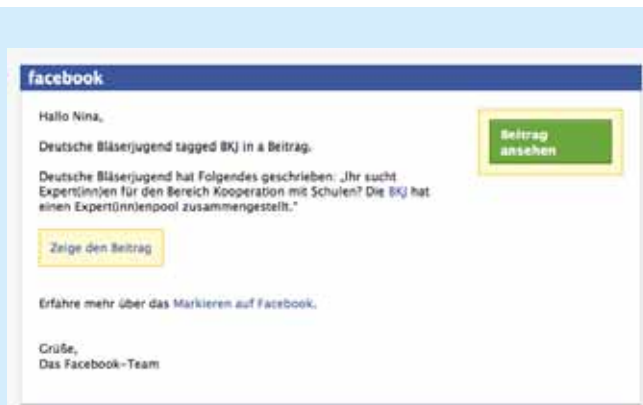 facebook
Hallo Nina,
Deutsche Bläserjugend tagged BKJ in a Beitrag.
Deutsche Bläserjugend hat Folgendes geschrieben: „Ihr sucht
Expert(inn)en für den Bereich Kooperation mit Schulen? Die BKJ hat
einen Expert(inn)enpool zusammengestellt.“
Beitrag
ansehen
Zeige den Beitrag
Erfahre mehr über das Markieren auf Facebook.
Grüße,
Das Facebook-Team